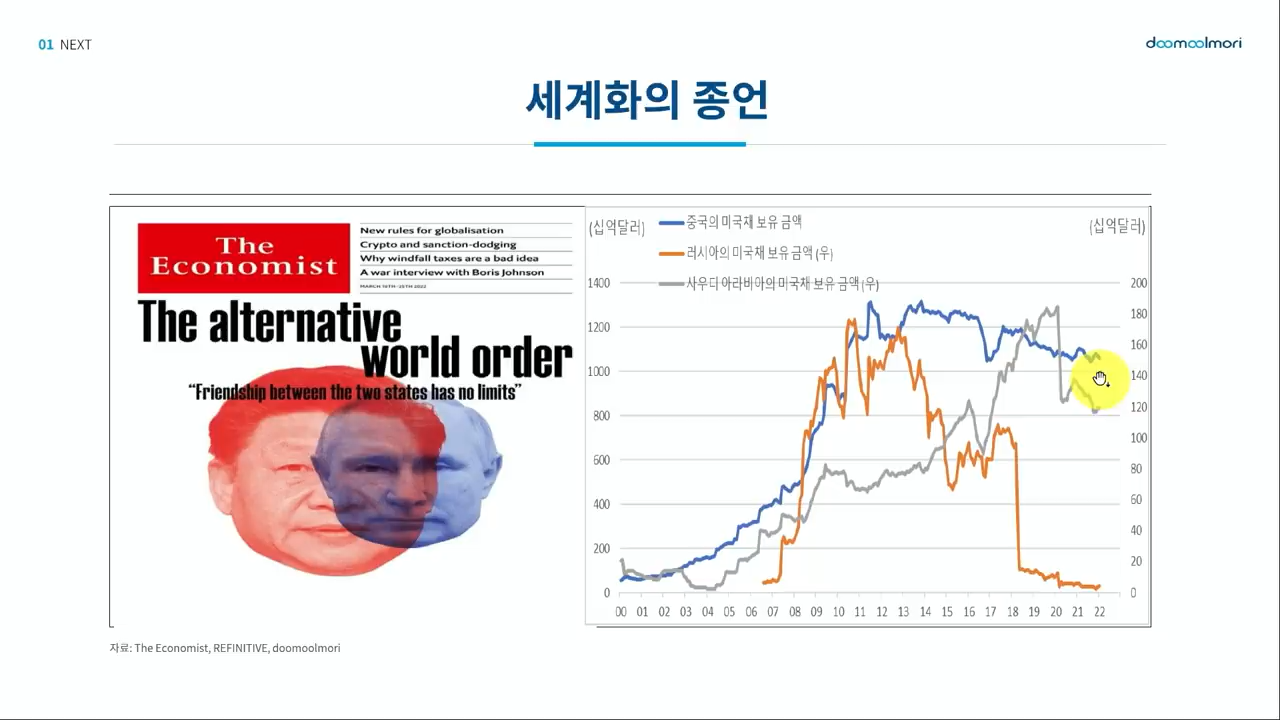 01 NEXT
doomoolmori
세계화의 종언
The
Economist
New rules for globalisation
Crypto and sanction-dodging
Why windfall taxes are a bad idea
A war interview with Boris Johnson
MARCH 19TH–25TH 2022
The alternative
world order
“Friendship between the two states has no limits”
(십억달러)
중국의 미국채 보유 금액
러시아의 미국채 보유 금액 (우)
사우디 아라비아의 미국채 보유 금액 (우)
(십억달러)
1400
1200
1000
800
600
400
200
0
200
180
160
140
120
100
80
60
40
20
0
00 01 02 03 04 05 06 07 08 09 10 11 12 13 14 15 16 17 18 19 20 21 22
자료: The Economist, REFINITIVE, doomoolmori